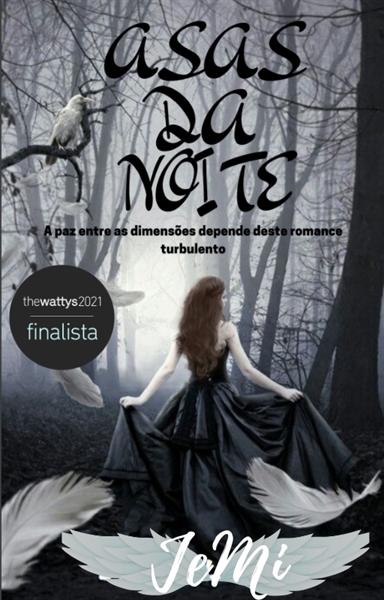 ASAS
DA
NOITE
A paz entre as dimensões depende deste romance
turbulento
thewattys2021
finalista
JeMi